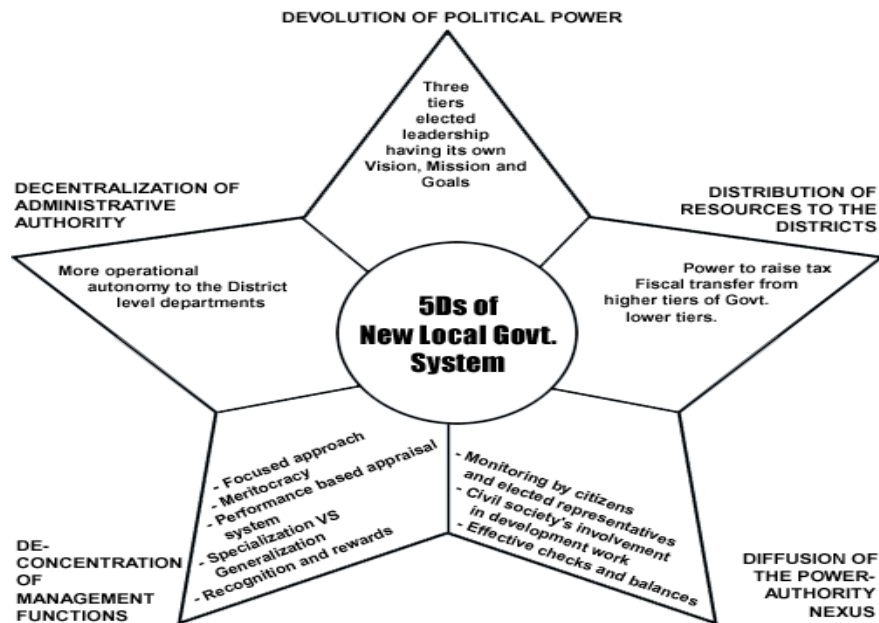 DEVOLUTION OF POLITICAL POWER
Three
tiers
elected
leadership
having its own
Vision, Mission and
Goals
DECENTRALIZATION OF
ADMINISTRATIVE
AUTHORITY
More operational
autonomy to the District
level departments
DISTRIBUTION OF
RESOURCES TO THE
DISTRICTS
Power to raise tax
Fiscal transfer from
higher tiers of Govt.
lower tiers.
5Ds of
New Local Govt.
System
- Focused approach
- Meritocracy
- Performance based appraisal
system
- Specialization VS
Generalization
- Recognition and rewards
DE-
CONCENTRATION
OF
MANAGEMENT
FUNCTIONS
- Monitoring by citizens
and elected representatives
- Civil society's involvement
in development work
- Effective checks and balances
DIFFUSION OF
THE POWER-
AUTHORITY
NEXUS